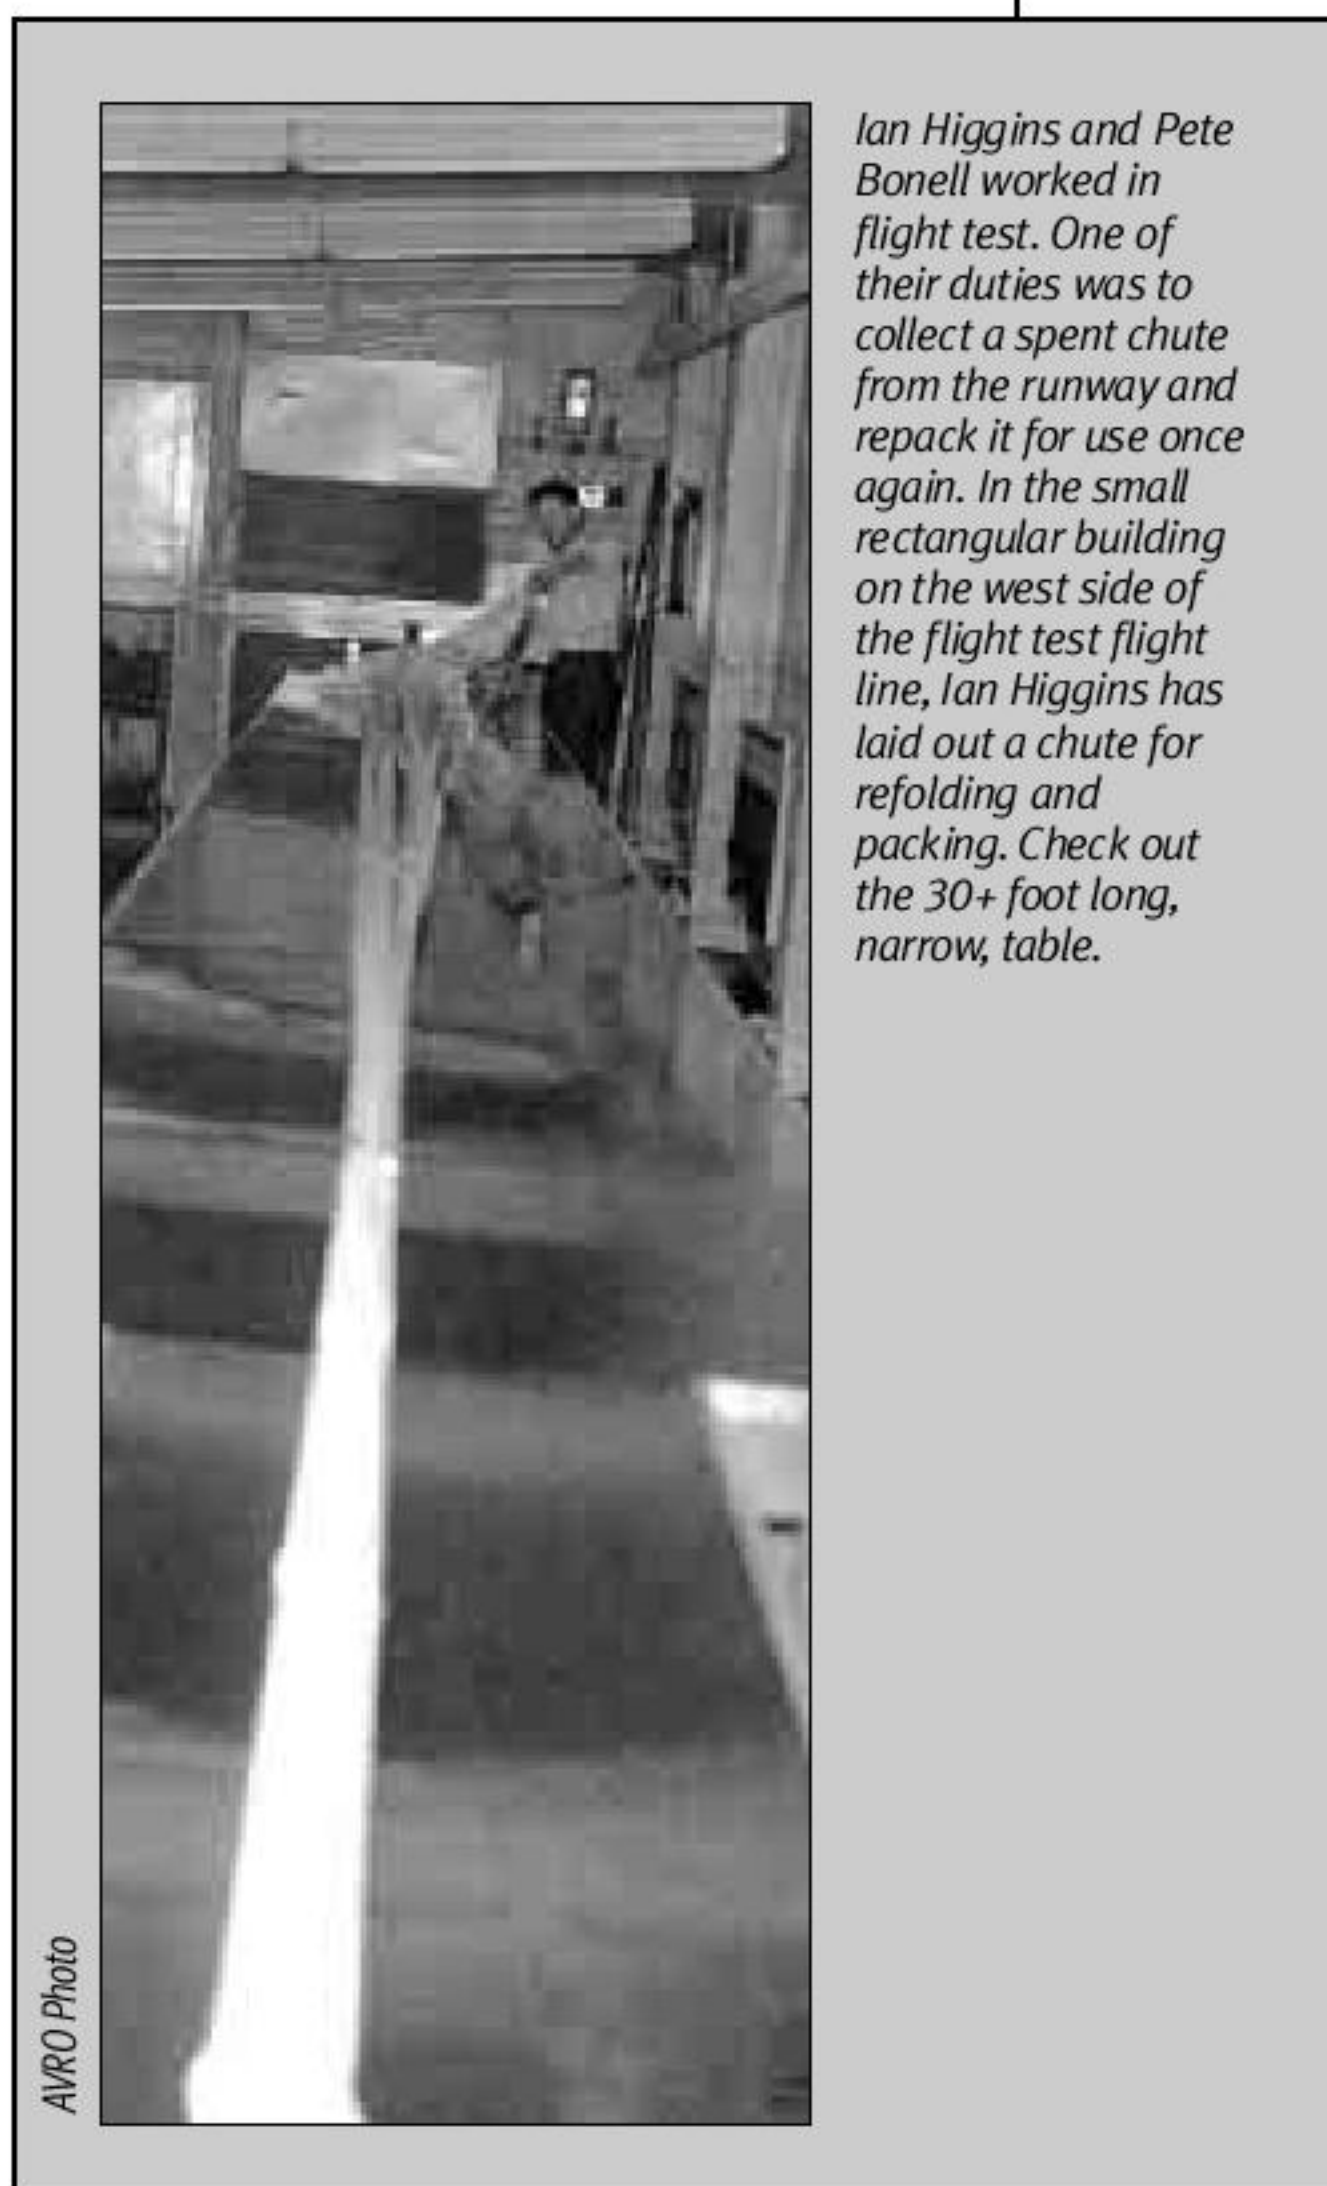 Ian Higgins and Pete
Bonell worked in
flight test. One of
their duties was to
collect a spent chute
from the runway and
repack it for use once
again. In the small
rectangular building
on the west side of
the flight test flight
line, Ian Higgins has
laid out a chute for
refolding and
packing. Check out
the 30+ foot long,
narrow, table.
AVRO Photo